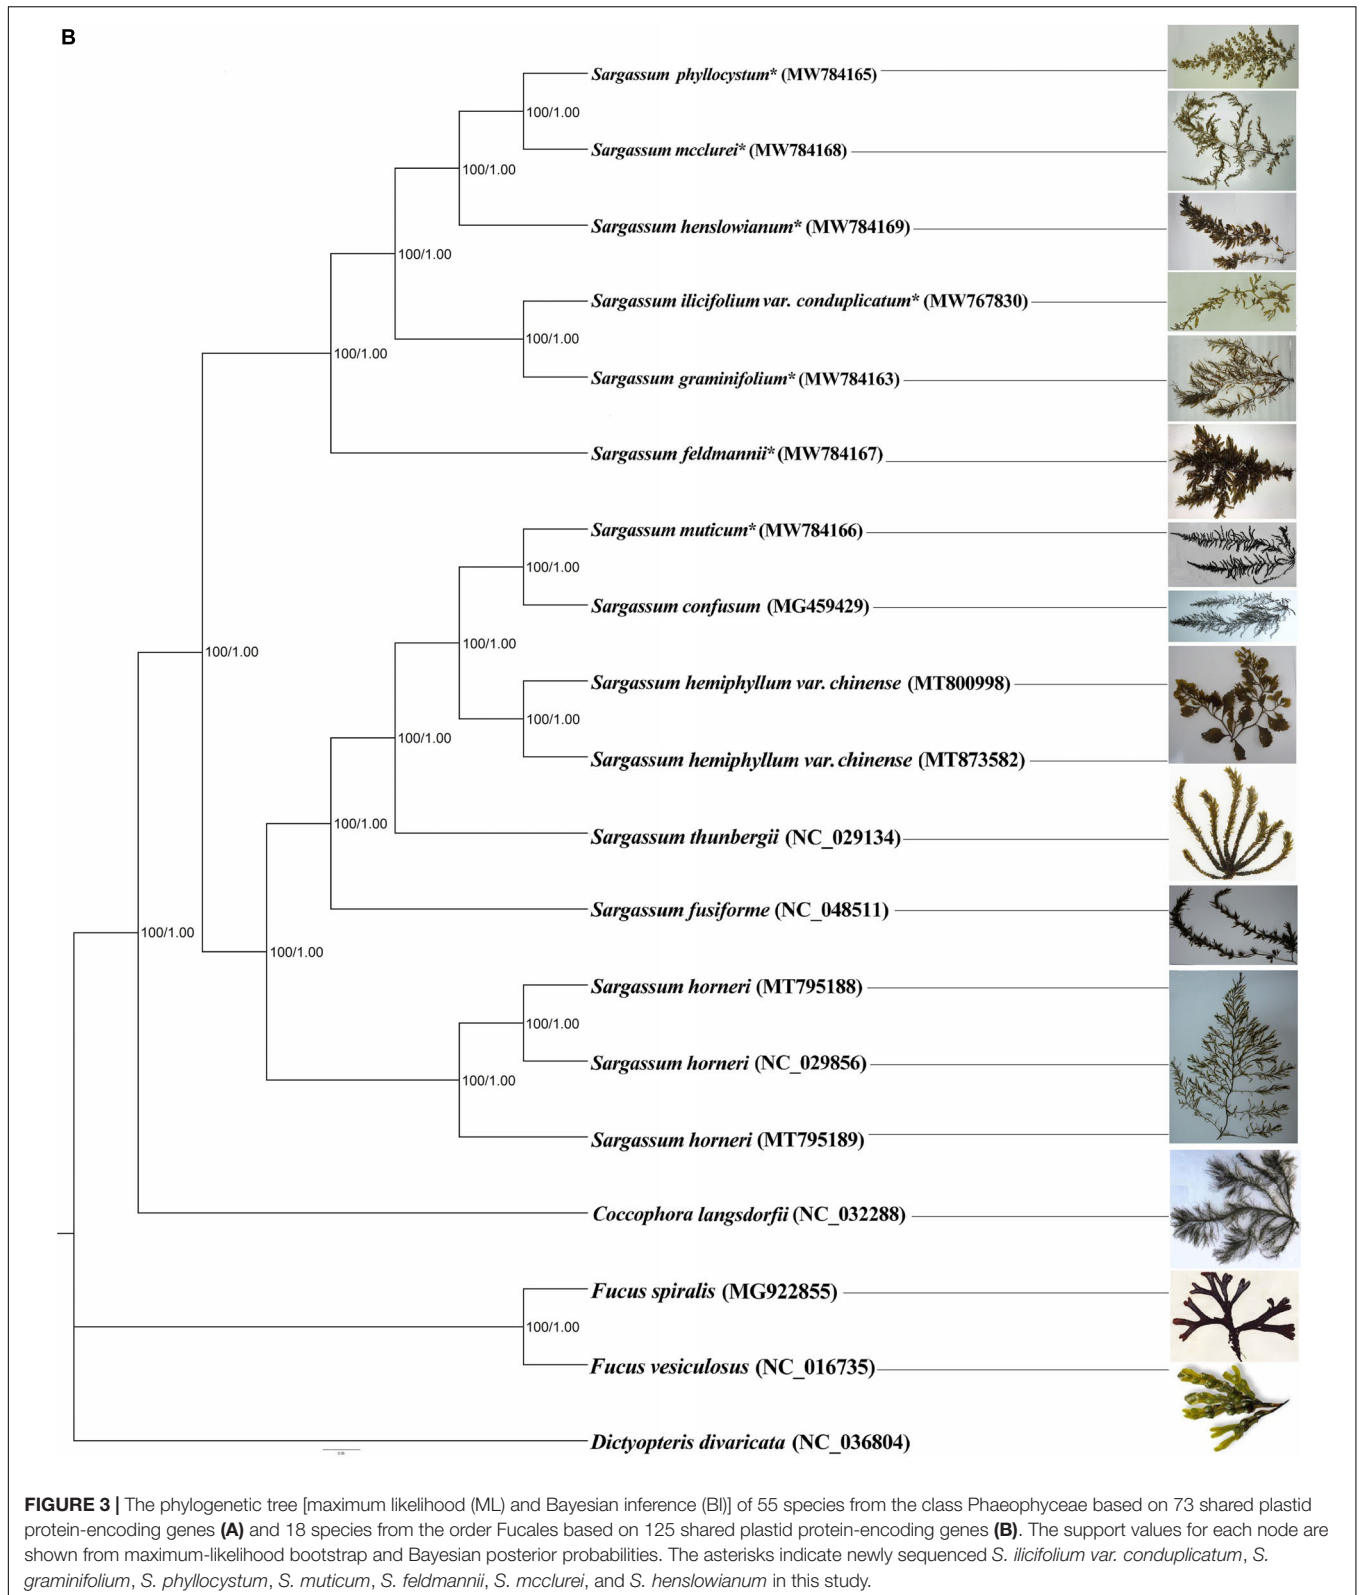 B
Sargassum phyllocystum* (MW784165)
100/1.00
Sargassum mcclurei* (MW784168)
100/1.00
Sargassum henslowianum* (MW784169)
100/1.00
Sargassum ilicifolium var. conduplicatum* (MW767830)
100/1.00
100/1.00
Sargassum graminifolium* (MW784163)
Sargassum feldmannii* (MW784167)
Sargassum muticum* (MW784166)
100/1.00
Sargassum confusum (MG459429)
100/1.00
100/1.00
Sargassum hemiphyllum var. chinense (MT800998)
100/1.00
100/1.00
Sargassum hemiphyllum var. chinense (MT873582)
100/1.00
Sargassum thunbergii (NC_029134)
Sargassum fusiforme (NC_048511)
100/1.00
100/1.00
Sargassum horneri (MT795188)
100/1.00
Sargassum horneri (NC_029856)
100/1.00
Sargassum horneri (MT795189)
Coccophora langsdorfii (NC_032288)
Fucus spiralis (MG922855)
100/1.00
Fucus vesiculosus (NC_016735)
Dictyopteris divaricata (NC_036804)
FIGURE 3 | The phylogenetic tree [maximum likelihood (ML) and Bayesian inference (BI)] of 55 species from the class Phaeophyceae based on 73 shared plastid
protein-encoding genes (A) and 18 species from the order Fucales based on 125 shared plastid protein-encoding genes (B). The support values for each node are
shown from maximum-likelihood bootstrap and Bayesian posterior probabilities. The asterisks indicate newly sequenced S. ilicifolium var. conduplicatum, S.
graminifolium, S. phyllocystum, S. muticum, S. feldmannii, S. mcclurei, and S. henslowianum in this study.